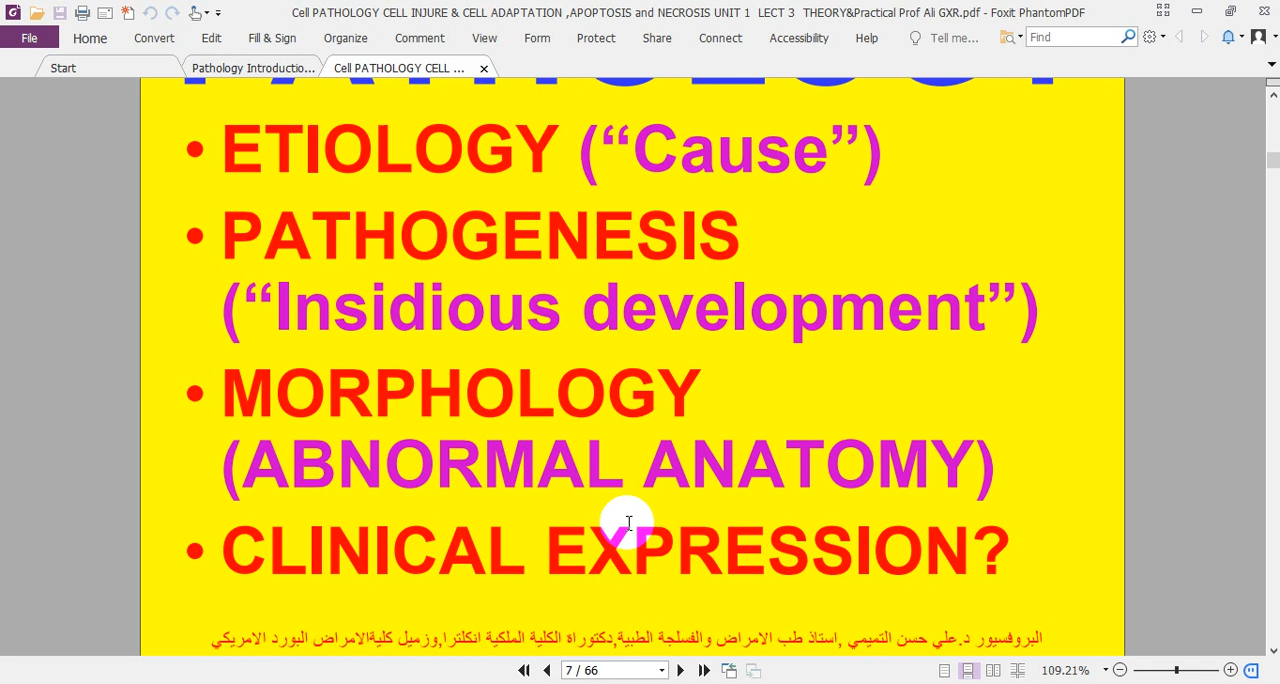 Cell PATHOLOGY CELL INJURE & CELL ADAPTATION ,APOPTOSIS and NECROSIS UNIT 1 LECT 3 THEORY&Practical Prof Ali GXR.pdf - Foxit PhantomPDF
File Home Convert Edit Fill & Sign Organize Comment View Form Protect Share Connect Accessibility Help Tell me... Find
Start Pathology Introductio... Cell PATHOLOGY CELL ...
• ETIOLOGY (“Cause”)
• PATHOGENESIS
(“Insidious development”)
• MORPHOLOGY
(ABNORMAL ANATOMY)
• CLINICAL EXPRESSION?
البروفسيور د.علي حسن التميمي ,استاذ طب الامراض والفسلجة الطبية,دكتوراة الكلية الملكية انكلترا,وزميل كليةالامراض البورد الامريكي
7 / 66 109.21%